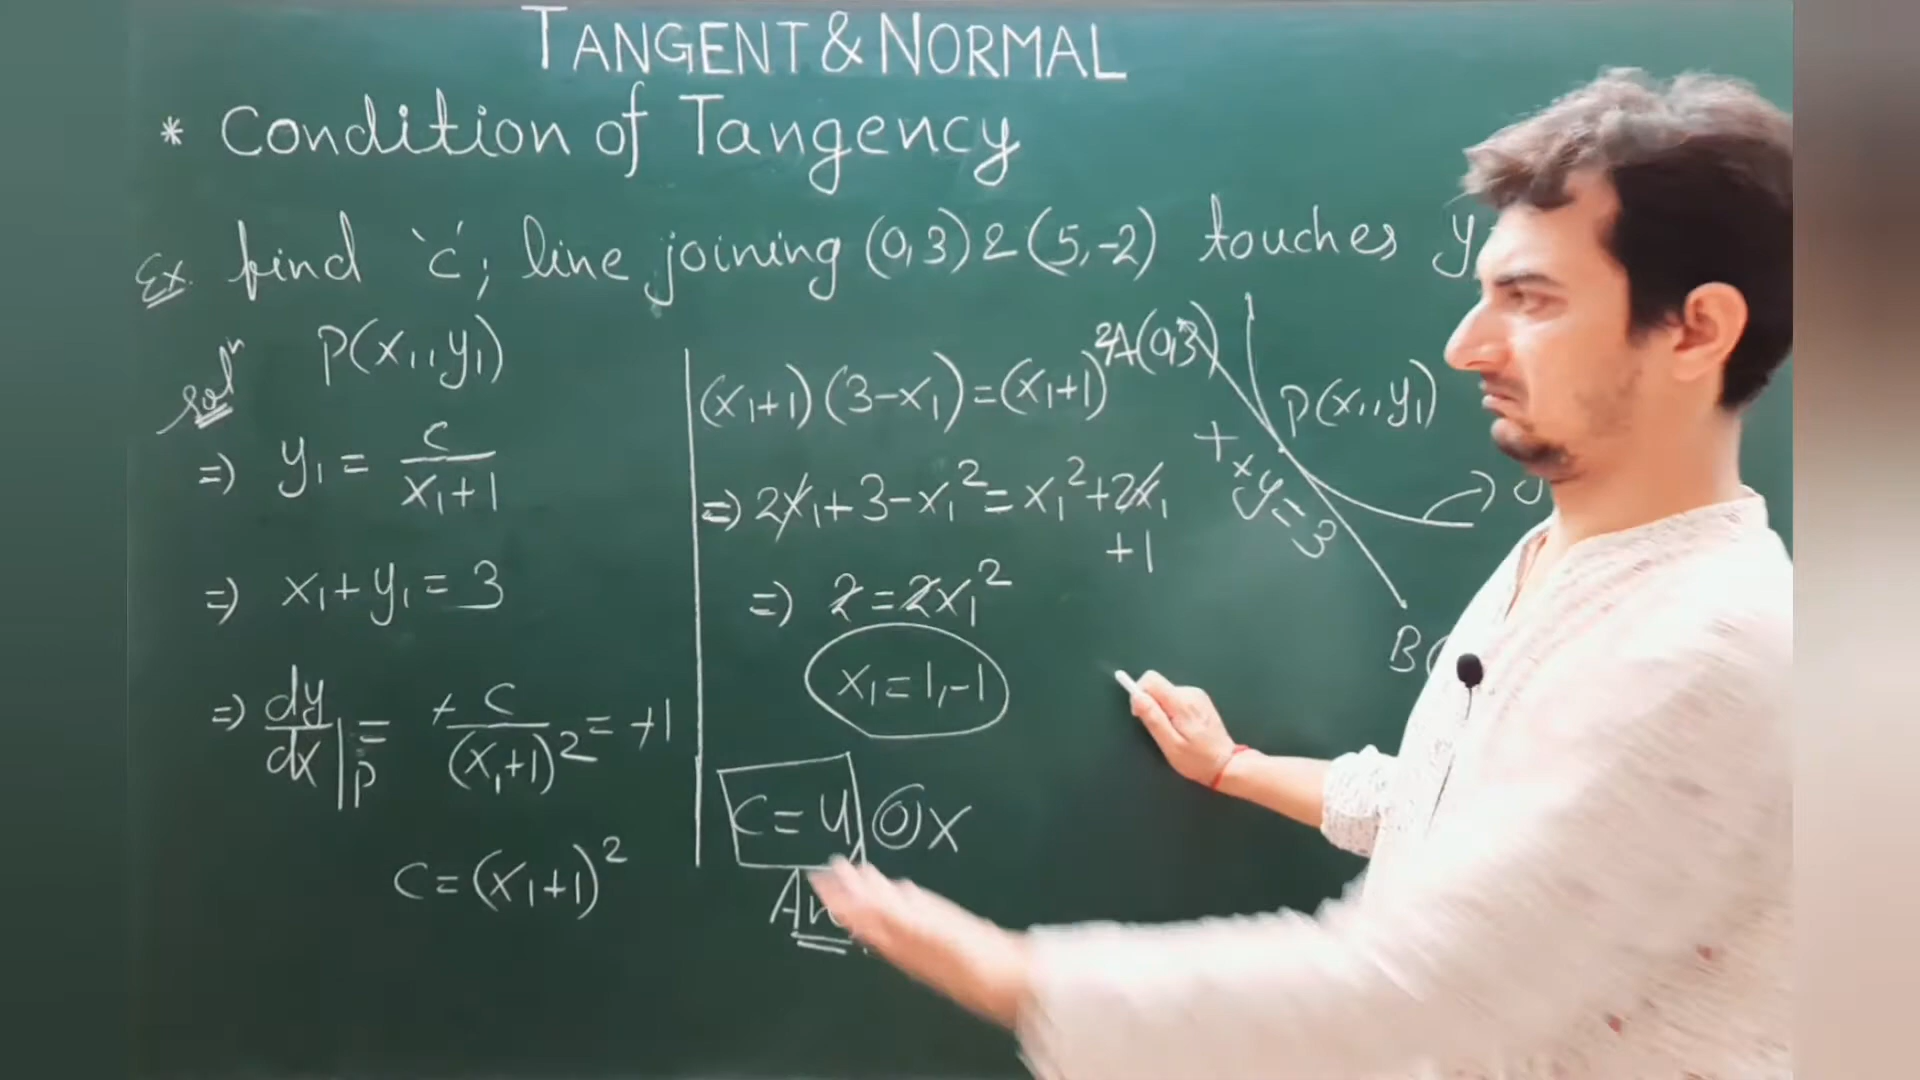 TANGENT & NORMAL
* Condition of Tangency
Ex. find 'c'; line joining (0,3) & (5,-2) touches y
solⁿ P(x₁,y₁)
=) y₁ = c/(x₁+1)
=) x₁+y₁ = 3
=) dy/dx|p = -c/(x₁+1)² = -1
c = (x₁+1)²
(x₁+1)(3-x₁) = (x₁+1)²
=) 2x₁+3-x₁² = x₁²+2x₁
+1
=) 2 = 2x₁²
x₁ = 1,-1
c = 4, 0 x
A(0,3)
P(x₁,y₁)
x+y=3
B(